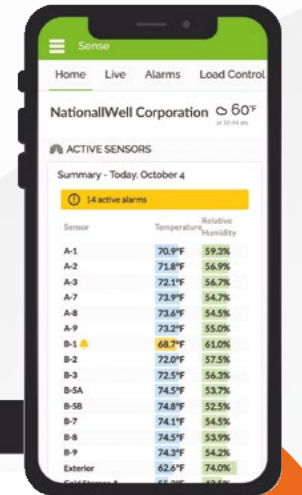 Sense
Home Live Alarms Load Control
NationallWell Corporation 60°F
at 10:44 am
ACTIVE SENSORS
Summary - Today, October 4
14 active alarms
Sensor Temperature Relative Humidity
A-1 70.9°F 59.3%
A-2 71.8°F 56.9%
A-3 72.1°F 56.7%
A-7 73.9°F 54.7%
A-8 73.6°F 54.5%
A-9 73.2°F 55.0%
B-1 68.7°F 61.0%
B-2 72.0°F 57.5%
B-3 72.5°F 56.3%
B-5A 74.5°F 53.7%
B-5B 74.8°F 52.5%
B-7 74.1°F 54.5%
B-8 74.5°F 53.9%
B-9 74.3°F 54.2%
Exterior 62.6°F 74.0%